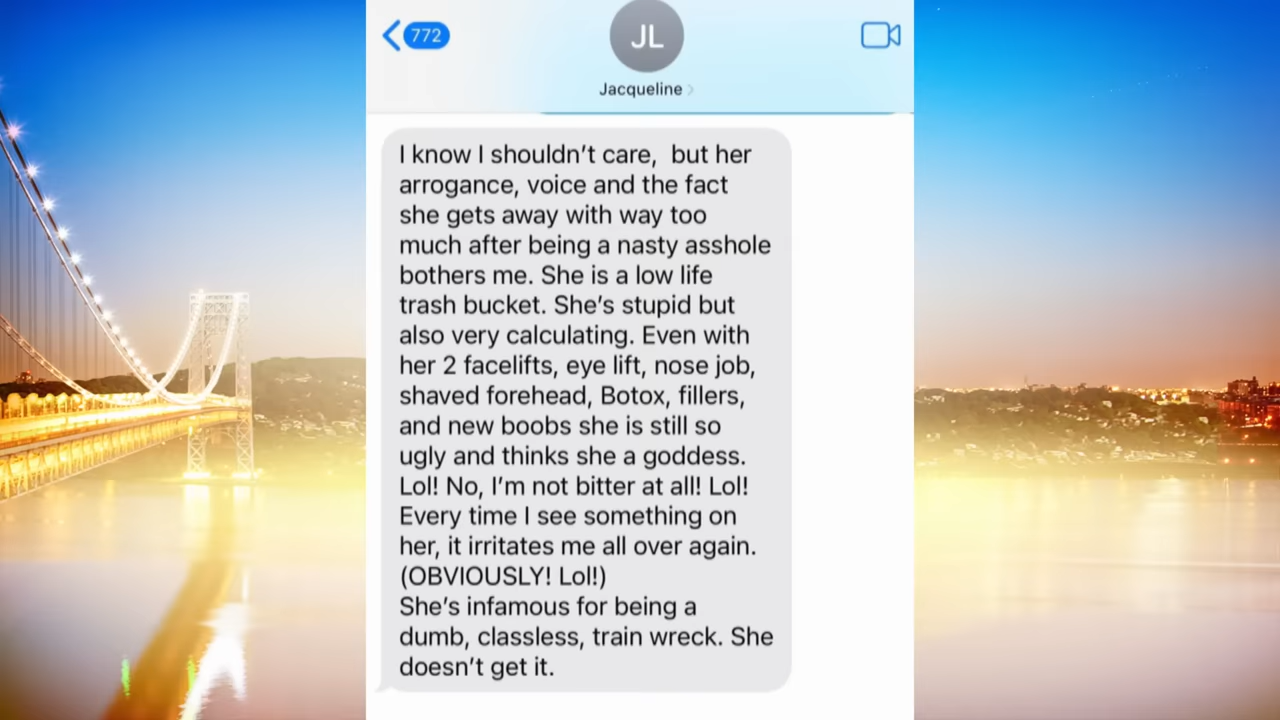 772
JL
Jacqueline
I know I shouldn't care,  but her
arrogance, voice and the fact
she gets away with way too
much after being a nasty asshole
bothers me. She is a low life
trash bucket. She's stupid but
also very calculating. Even with
her 2 facelifts, eye lift, nose job,
shaved forehead, Botox, fillers,
and new boobs she is still so
ugly and thinks she a goddess.
Lol! No, I'm not bitter at all! Lol!
Every time I see something on
her, it irritates me all over again.
(OBVIOUSLY! Lol!)
She's infamous for being a
dumb, classless, train wreck. She
doesn't get it.